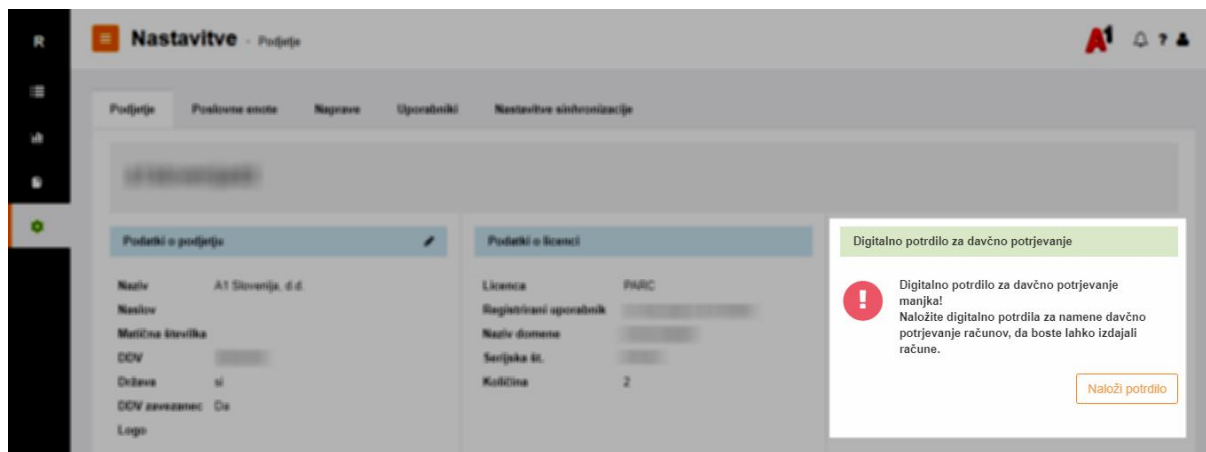 R
Nastavitve - Podjetje
A1
?
Podjetje Poslovne enote Naprave Uporabniki Nastavitve sinhronizacije
Podatki o podjetju
Naziv A1 Slovenija, d.d.
Naslov
Matična številka
DDV
Država si
DDV zavezanec Da
Logo
Podatki o licenci
Licenca PARC
Registrirani uporabnik
Naziv domene
Serijska št.
Količina 2
Digitalno potrdilo za davčno potrjevanje
Digitalno potrdilo za davčno potrjevanje
manjka!
Naložite digitalno potrdila za namene davčno
potrjevanje računov, da boste lahko izdajali
račune.
Naloži potrdilo